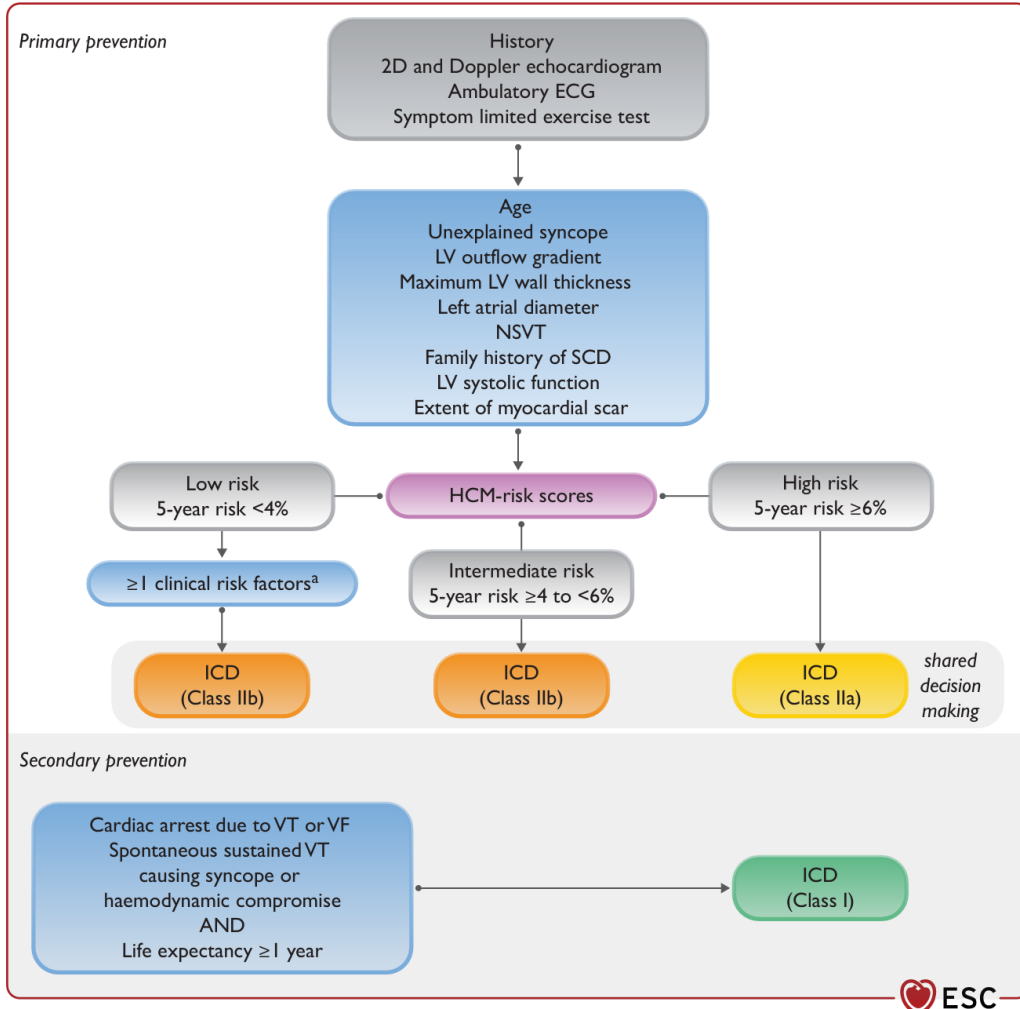 Primary prevention
History
2D and Doppler echocardiogram
Ambulatory ECG
Symptom limited exercise test
Age
Unexplained syncope
LV outflow gradient
Maximum LV wall thickness
Left atrial diameter
NSVT
Family history of SCD
LV systolic function
Extent of myocardial scar
Low risk
5-year risk <4%
HCM-risk scores
High risk
5-year risk ≥6%
≥1 clinical risk factorsª
Intermediate risk
5-year risk ≥4 to <6%
ICD
(Class IIb)
ICD
(Class IIb)
ICD
(Class IIa)
shared
decision
making
Secondary prevention
Cardiac arrest due to VT or VF
Spontaneous sustained VT
causing syncope or
haemodynamic compromise
AND
Life expectancy ≥1 year
ICD
(Class I)
ESC